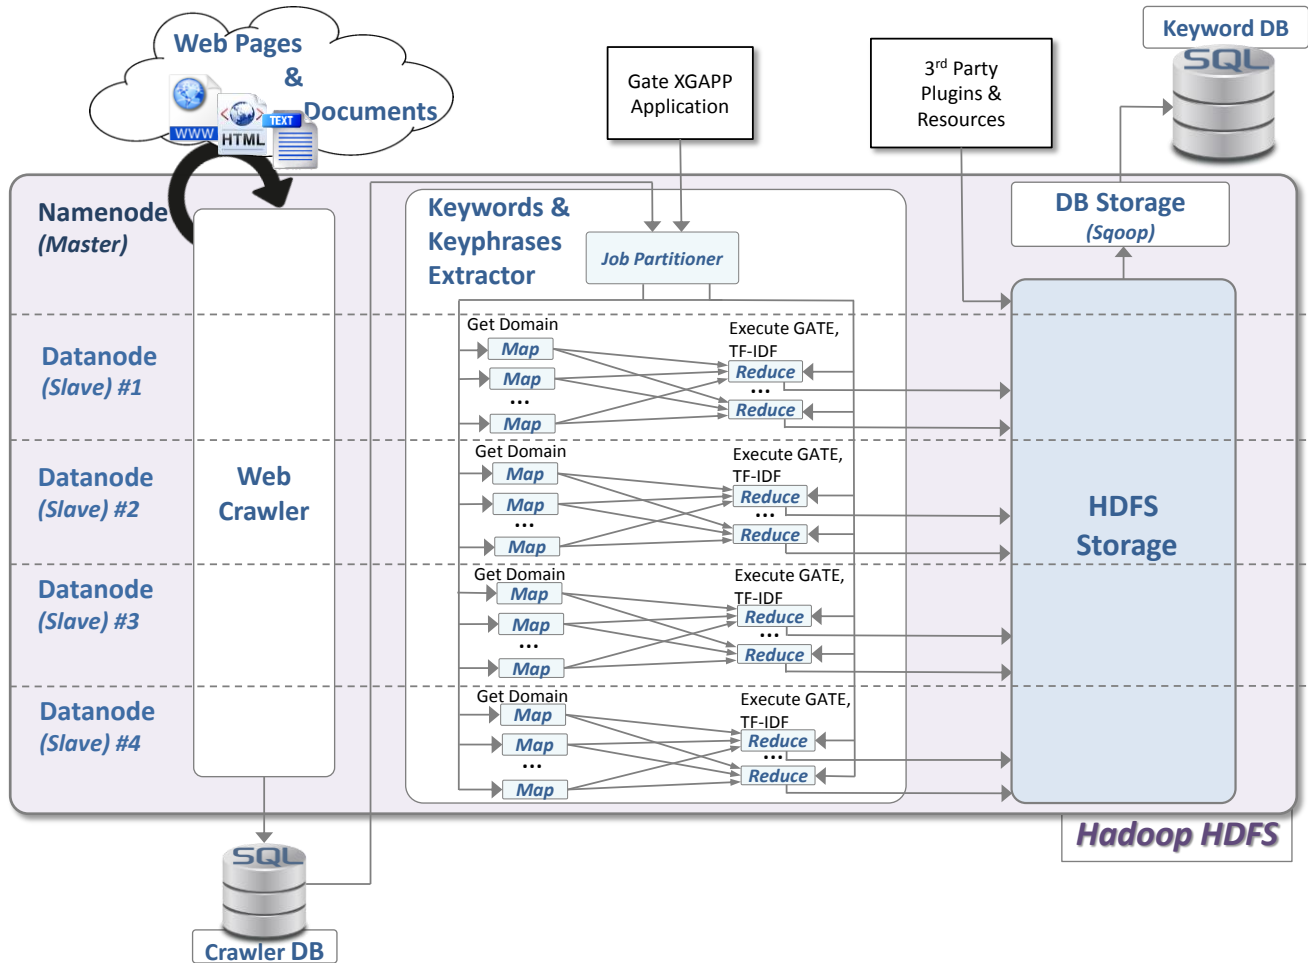 Web Pages
&
Documents
WWW
HTML
TEXT
Gate XGAPP
Application
3rd Party
Plugins &
Resources
Keyword DB
SQL
Namenode
(Master)
Keywords &
Keyphrases
Extractor
Job Partitioner
DB Storage
(Sqoop)
Datanode
(Slave) #1
Get Domain
Map
Map
...
Map
Execute GATE,
TF-IDF
Reduce
...
Reduce
Datanode
(Slave) #2
Web
Crawler
Get Domain
Map
Map
...
Map
Execute GATE,
TF-IDF
Reduce
...
Reduce
HDFS
Storage
Datanode
(Slave) #3
Get Domain
Map
Map
...
Map
Execute GATE,
TF-IDF
Reduce
...
Reduce
Datanode
(Slave) #4
Get Domain
Map
Map
...
Map
Execute GATE,
TF-IDF
Reduce
...
Reduce
Hadoop HDFS
SQL
Crawler DB